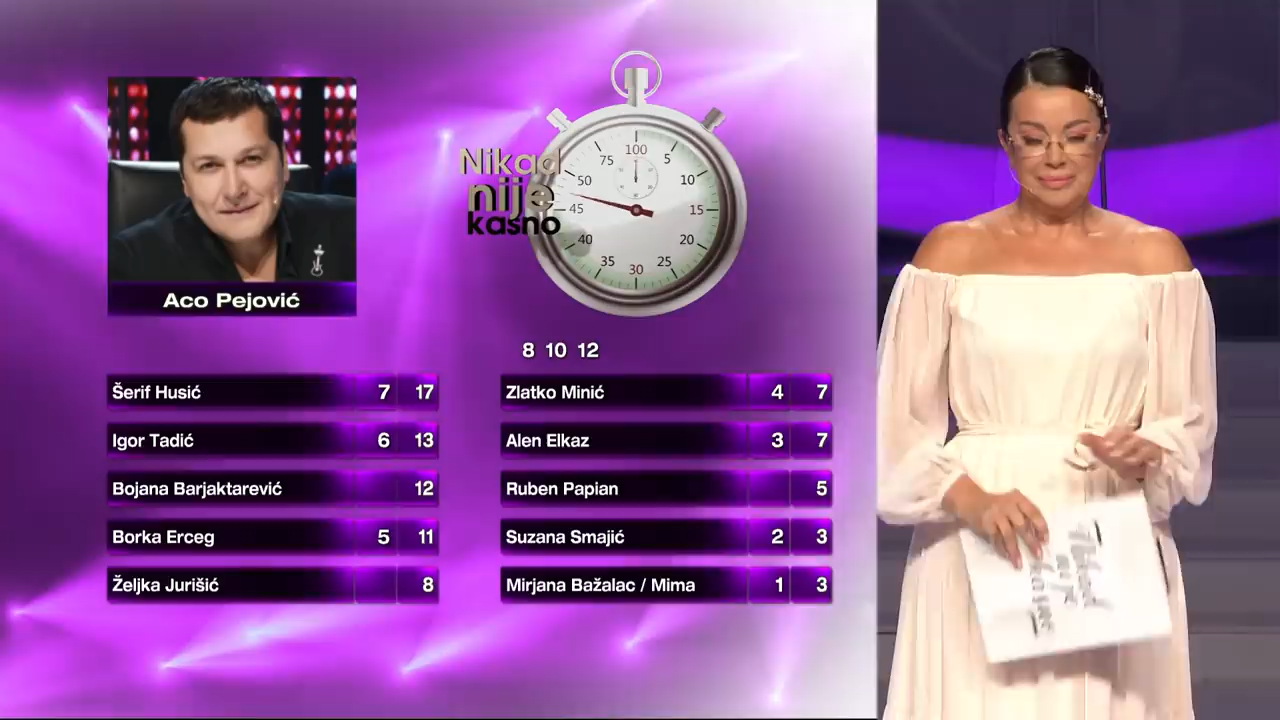 Aco Pejović
Nikad
nije
kasno
100
5
10
15
20
25
30
35
40
45
50
75
8 10 12
Šerif Husić 7 17
Igor Tadić 6 13
Bojana Barjaktarević 12
Borka Erceg 5 11
Željka Jurišić 8
Zlatko Minić 4 7
Alen Elkaz 3 7
Ruben Papian 5
Suzana Smajić 2 3
Mirjana Bažalac / Mima 1 3
Nikad
nije
kasno